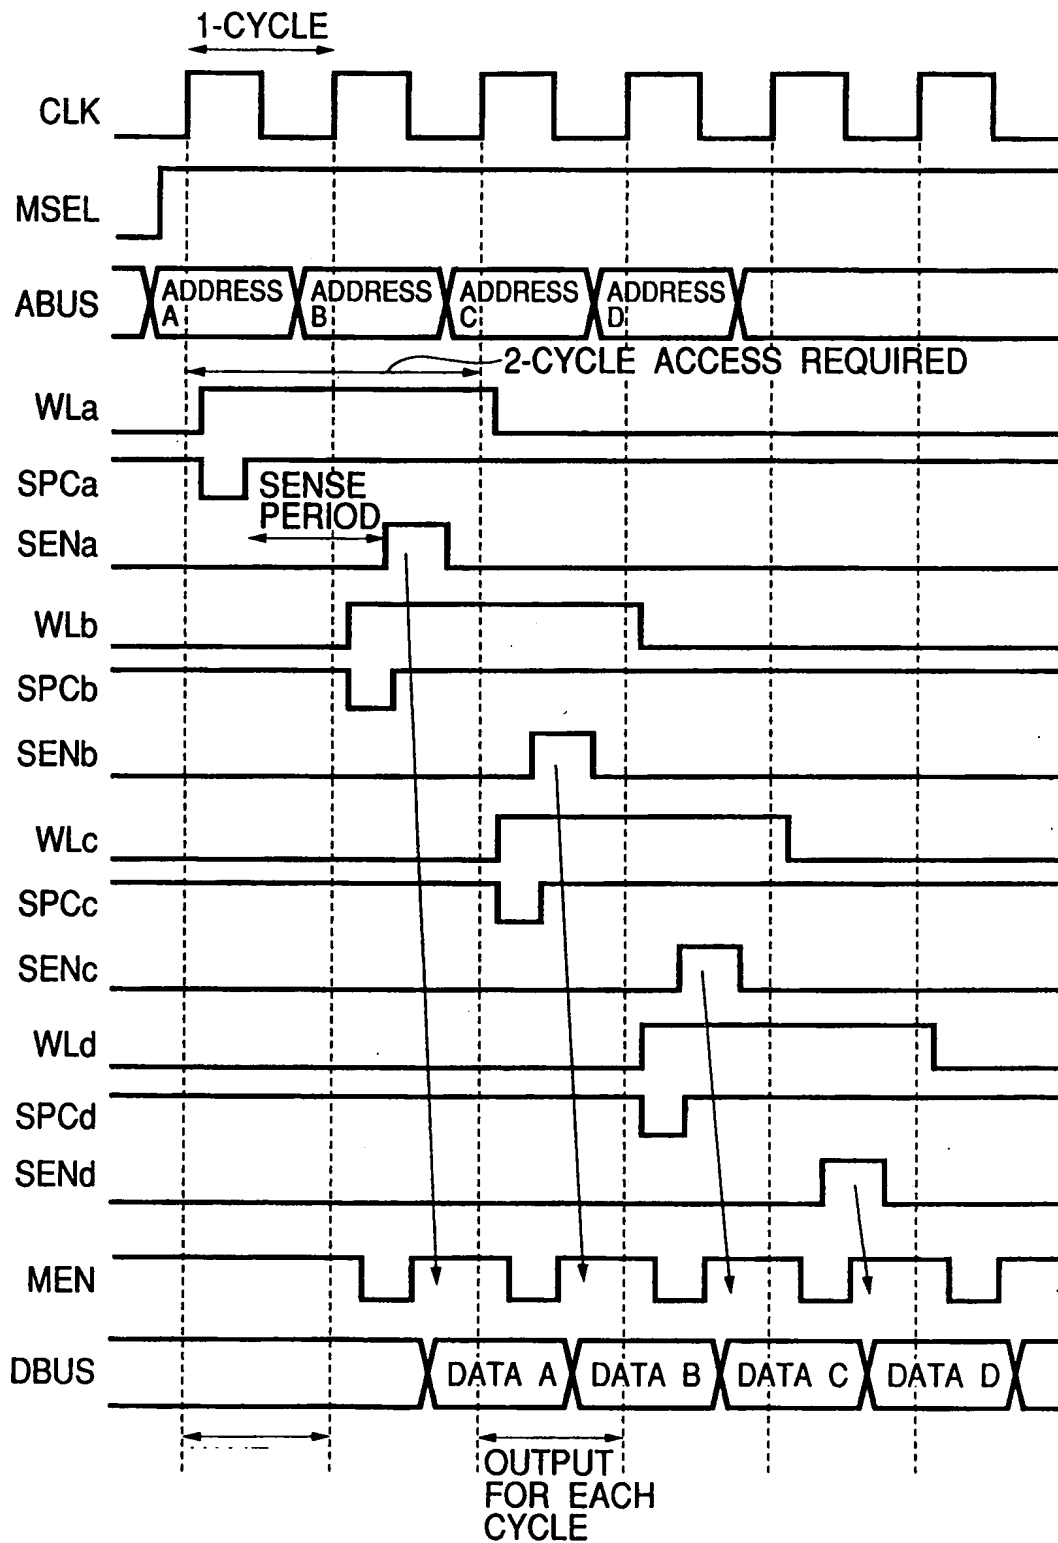 1-CYCLE
CLK
MSEL
ABUS
ADDRESS A
ADDRESS B
ADDRESS C
ADDRESS D
2-CYCLE ACCESS REQUIRED
WLa
SPCa
SENSE
PERIOD
SENa
WLb
SPCb
SENb
WLc
SPCc
SENc
WLd
SPCd
SENd
MEN
DBUS
DATA A
DATA B
DATA C
DATA D
OUTPUT
FOR EACH
CYCLE